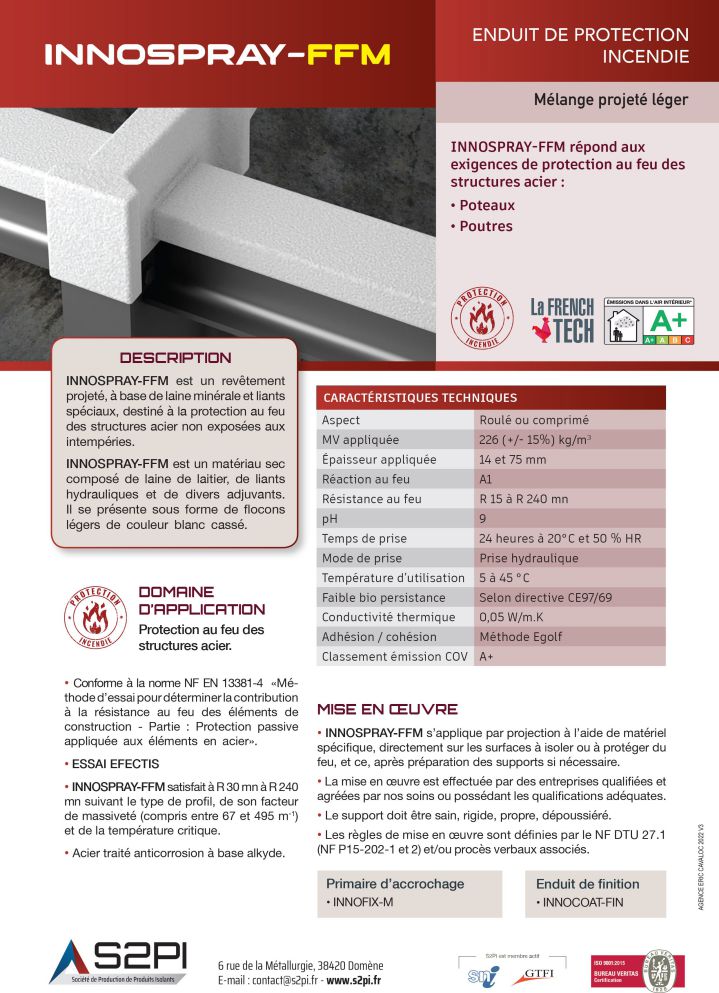 INNOSPRAY-FFM
ENDUIT DE PROTECTION
INCENDIE
Mélange projeté léger
INNOSPRAY-FFM répond aux
exigences de protection au feu des
structures acier :
• Poteaux
• Poutres
PROTECTION
INCENDIE
La FRENCH
TECH
ÉMISSIONS DANS L'AIR INTÉRIEUR*
A+
A+ A B C
DESCRIPTION
INNOSPRAY-FFM est un revêtement
projeté, à base de laine minérale et liants
spéciaux, destiné à la protection au feu
des structures acier non exposées aux
intempéries.
INNOSPRAY-FFM est un matériau sec
composé de laine de laitier, de liants
hydrauliques et de divers adjuvants.
Il se présente sous forme de flocons
légers de couleur blanc cassé.
PROTECTION
INCENDIE
DOMAINE
D'APPLICATION
Protection au feu des
structures acier.
• Conforme à la norme NF EN 13381-4 «Mé-
thode d'essai pour déterminer la contribution
à la résistance au feu des éléments de
construction - Partie : Protection passive
appliquée aux éléments en acier».
• ESSAI EFECTIS
• INNOSPRAY-FFM satisfait à R 30 mn à R 240
mn suivant le type de profil, de son facteur
de massiveté (compris entre 67 et 495 m⁻¹)
et de la température critique.
• Acier traité anticorrosion à base alkyde.
CARACTÉRISTIQUES TECHNIQUES
Aspect Roulé ou comprimé
MV appliquée 226 (+/- 15%) kg/m³
Épaisseur appliquée 14 et 75 mm
Réaction au feu A1
Résistance au feu R 15 à R 240 mn
pH 9
Temps de prise 24 heures à 20°C et 50 % HR
Mode de prise Prise hydraulique
Température d'utilisation 5 à 45 °C
Faible bio persistance Selon directive CE97/69
Conductivité thermique 0,05 W/m.K
Adhésion / cohésion Méthode Egolf
Classement émission COV A+
MISE EN ŒUVRE
• INNOSPRAY-FFM s'applique par projection à l'aide de matériel
spécifique, directement sur les surfaces à isoler ou à protéger du
feu, et ce, après préparation des supports si nécessaire.
• La mise en œuvre est effectuée par des entreprises qualifiées et
agréées par nos soins ou possédant les qualifications adéquates.
• Le support doit être sain, rigide, propre, dépoussiéré.
• Les règles de mise en œuvre sont définies par le NF DTU 27.1
(NF P15-202-1 et 2) et/ou procès verbaux associés.
Primaire d'accrochage
• INNOFIX-M
Enduit de finition
• INNOCOAT-FIN
AGENCE ERIC CAVALOC 2022 V3
S2PI
Société de Production de Produits Isolants
6 rue de la Métallurgie, 38420 Domène
E-mail : contact@s2pi.fr - www.s2pi.fr
S2PI est membre actif
sni
GTFI
ISO 9001:2015
BUREAU VERITAS
Certification
BUREAU VERITAS
1828